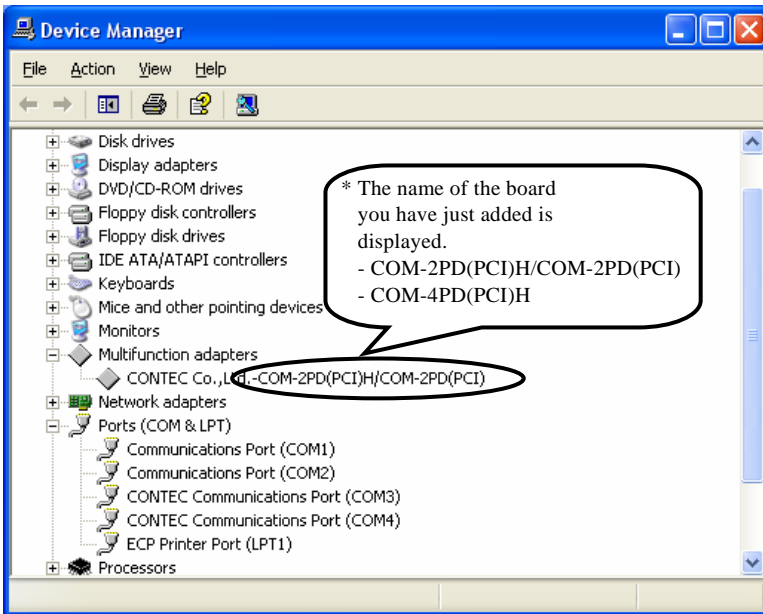 Device Manager
File Action View Help
Disk drives
Display adapters
DVD/CD-ROM drives
Floppy disk controllers
Floppy disk drives
IDE ATA/ATAPI controllers
Keyboards
Mice and other pointing devices
Monitors
Multifunction adapters
CONTEC Co.,Ltd.-COM-2PD(PCI)H/COM-2PD(PCI)
Network adapters
Ports (COM & LPT)
Communications Port (COM1)
Communications Port (COM2)
CONTEC Communications Port (COM3)
CONTEC Communications Port (COM4)
ECP Printer Port (LPT1)
Processors
* The name of the board
you have just added is
displayed.
- COM-2PD(PCI)H/COM-2PD(PCI)
- COM-4PD(PCI)H